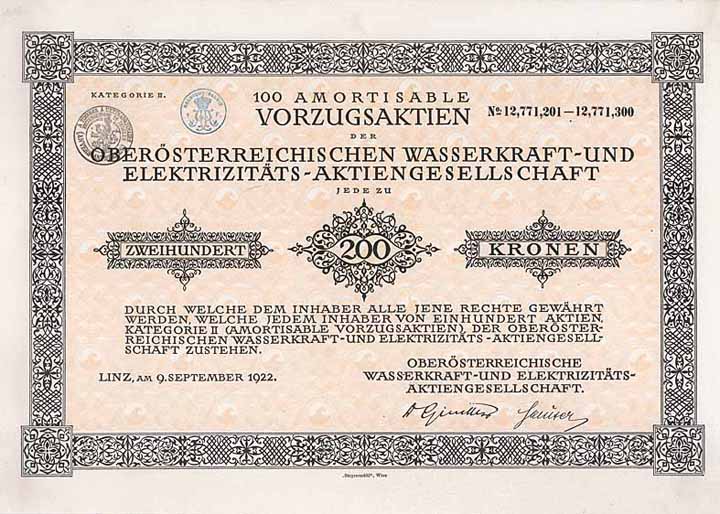 KATEGORIE II.
100 AMORTISABLE
VORZUGSAKTIEN
No. 12,771,201—12,771,300
DER
OBERÖSTERREICHISCHEN WASSERKRAFT-UND
ELEKTRIZITÄTS-AKTIENGESELLSCHAFT
JEDE ZU
ZWEIHUNDERT 200 KRONEN
DURCH WELCHE DEM INHABER ALLE JENE RECHTE GEWÄHRT
WERDEN, WELCHE JEDEM INHABER VON EINHUNDERT AKTIEN,
KATEGORIE II (AMORTISABLE VORZUGSAKTIEN), DER OBERÖSTER-
REICHISCHEN WASSERKRAFT-UND ELEKTRIZITÄTS-AKTIENGESELL-
SCHAFT ZUSTEHEN.
LINZ, AM 9. SEPTEMBER 1922.
OBERÖSTERREICHISCHE
WASSERKRAFT-UND ELEKTRIZITÄTS-
AKTIENGESELLSCHAFT.
„Steyrermühl“, Wien